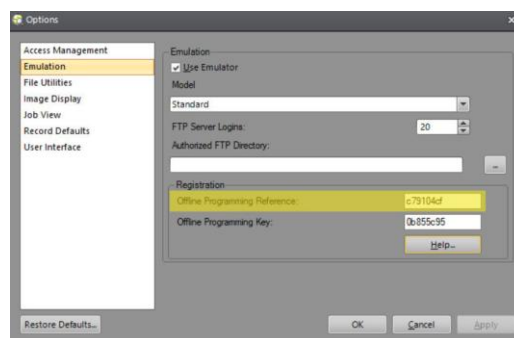 Options
Access Management
Emulation
File Utilities
Image Display
Job View
Record Defaults
User Interface
Emulation
Use Emulator
Model
Standard
FTP Server Logins: 20
Authorized FTP Directory:
...
Registration
Offline Programming Reference: c79104cf
Offline Programming Key: 0b855c95
Help...
Restore Defaults...
OK Cancel Apply